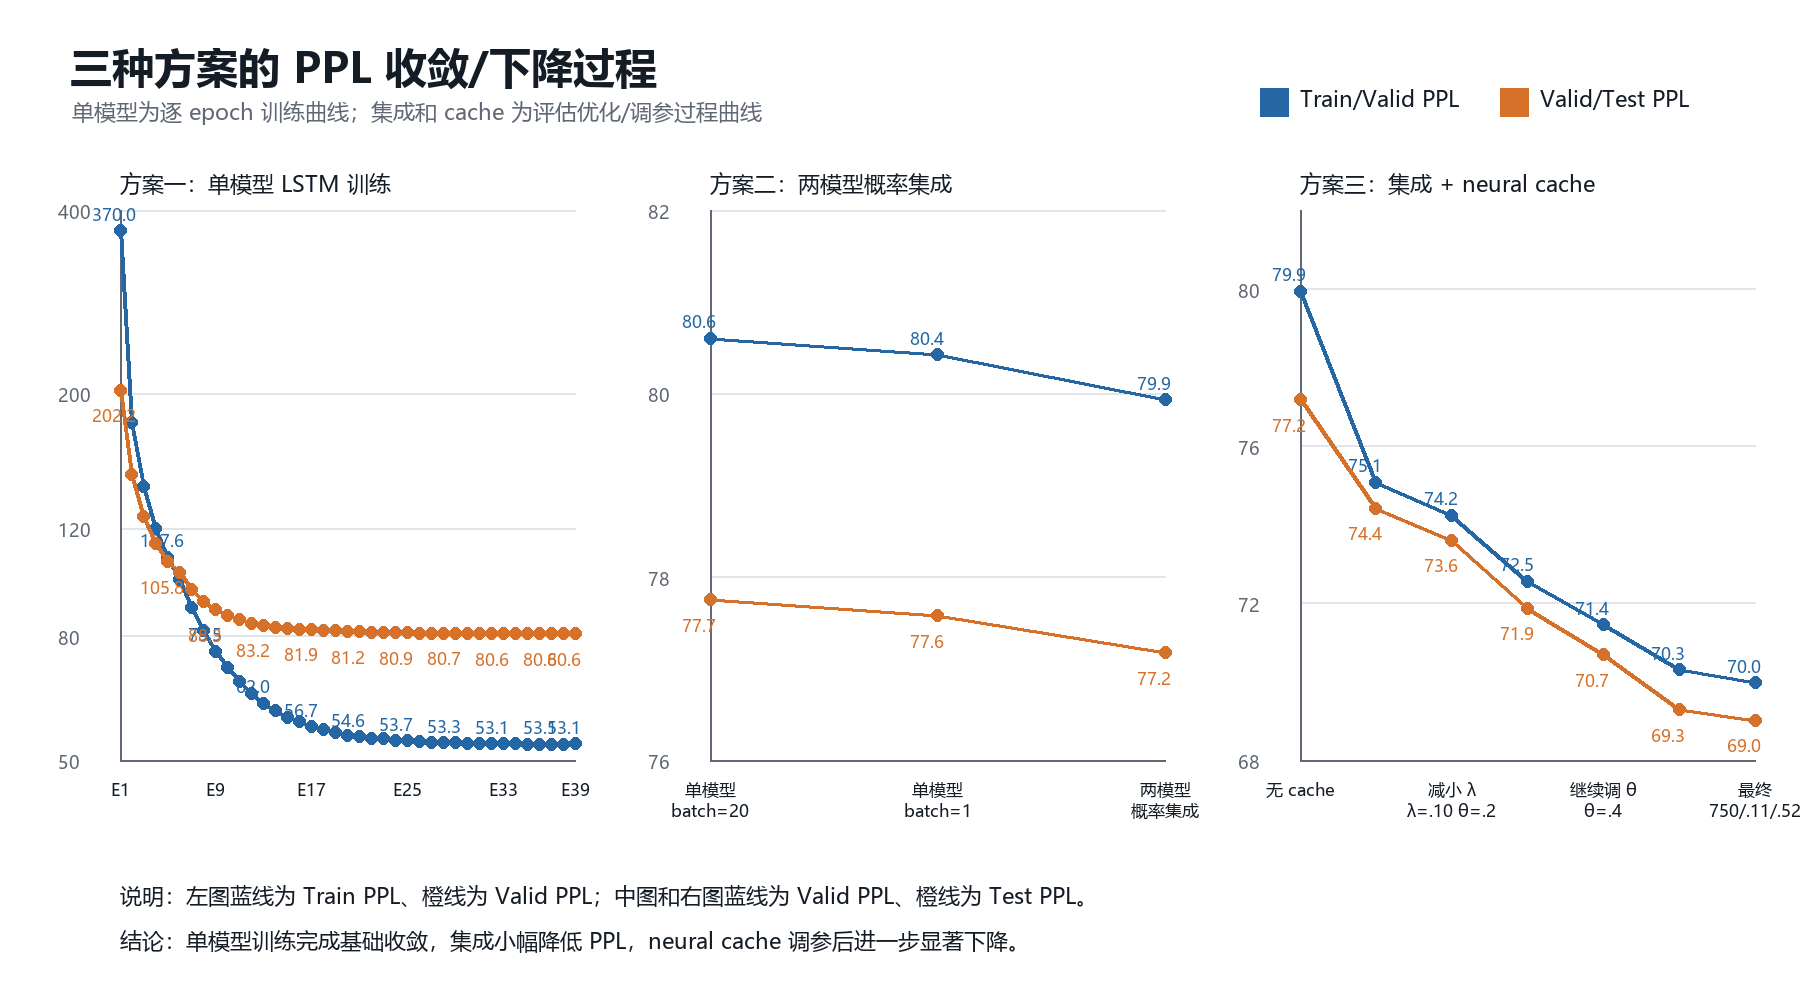 三种方案的 PPL 收敛/下降过程
单模型为逐 epoch 训练曲线；集成和 cache 为评估优化/调参过程曲线
Train/Valid PPL
Valid/Test PPL
方案一：单模型 LSTM 训练
400
200
120
80
50
370.0
105.8
83.2
81.9
81.2
80.9
80.7
80.6
80.6
63.0
56.7
54.6
53.7
53.3
53.1
53.1
E1
E9
E17
E25
E33
E39
方案二：两模型概率集成
82
80
78
76
80.6
80.4
79.9
77.7
77.6
77.2
单模型
batch=20
单模型
batch=1
两模型
概率集成
方案三：集成 + neural cache
80
76
72
68
79.9
75.1
74.2
72.5
71.4
70.3
70.0
77.2
74.4
73.6
71.9
70.7
69.3
69.0
无 cache
减小 λ
λ=.10 θ=.2
继续调 θ
θ=.4
最终
750/.11/.52
说明：左图蓝线为 Train PPL、橙线为 Valid PPL；中图和右图蓝线为 Valid PPL、橙线为 Test PPL。
结论：单模型训练完成基础收敛，集成小幅降低 PPL，neural cache 调参后进一步显著下降。